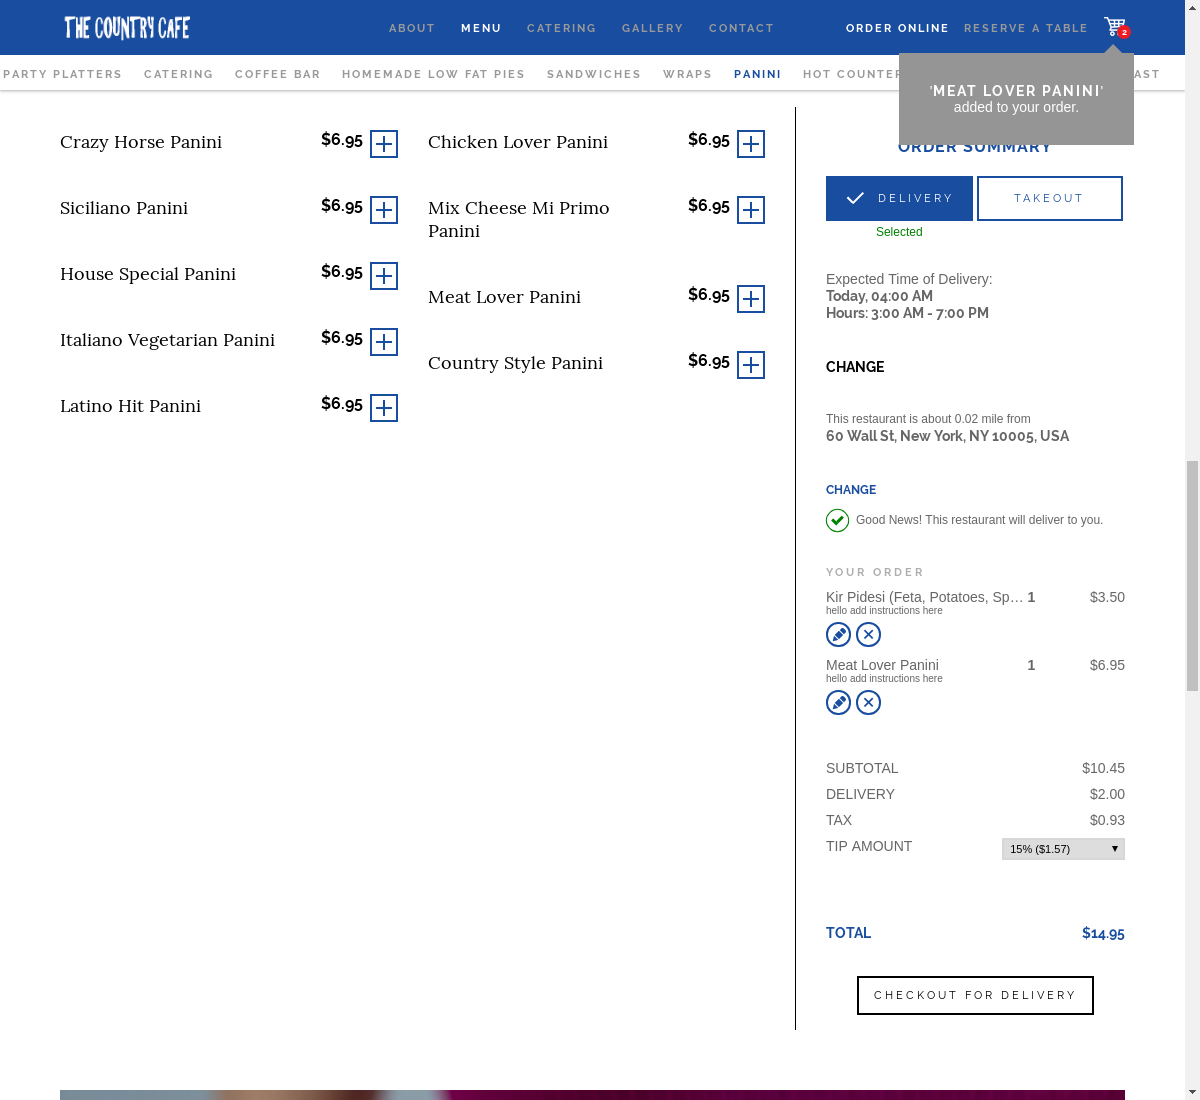 THE COUNTRY CAFE
ABOUT MENU CATERING GALLERY CONTACT ORDER ONLINE RESERVE A TABLE 2
PARTY PLATTERS CATERING COFFEE BAR HOMEMADE LOW FAT PIES SANDWICHES WRAPS PANINI HOT COUNTER
'MEAT LOVER PANINI'
added to your order.
Crazy Horse Panini $6.95
Siciliano Panini $6.95
House Special Panini $6.95
Italiano Vegetarian Panini $6.95
Latino Hit Panini $6.95
Chicken Lover Panini $6.95
Mix Cheese Mi Primo $6.95
Panini
Meat Lover Panini $6.95
Country Style Panini $6.95
ORDER SUMMARY
DELIVERY TAKEOUT
Selected
Expected Time of Delivery:
Today, 04:00 AM
Hours: 3:00 AM - 7:00 PM
CHANGE
This restaurant is about 0.02 mile from
60 Wall St, New York, NY 10005, USA
CHANGE
Good News! This restaurant will deliver to you.
YOUR ORDER
Kir Pidesi (Feta, Potatoes, Sp... 1 $3.50
hello add instructions here
Meat Lover Panini 1 $6.95
hello add instructions here
SUBTOTAL $10.45
DELIVERY $2.00
TAX $0.93
TIP AMOUNT 15% ($1.57)
TOTAL $14.95
CHECKOUT FOR DELIVERY